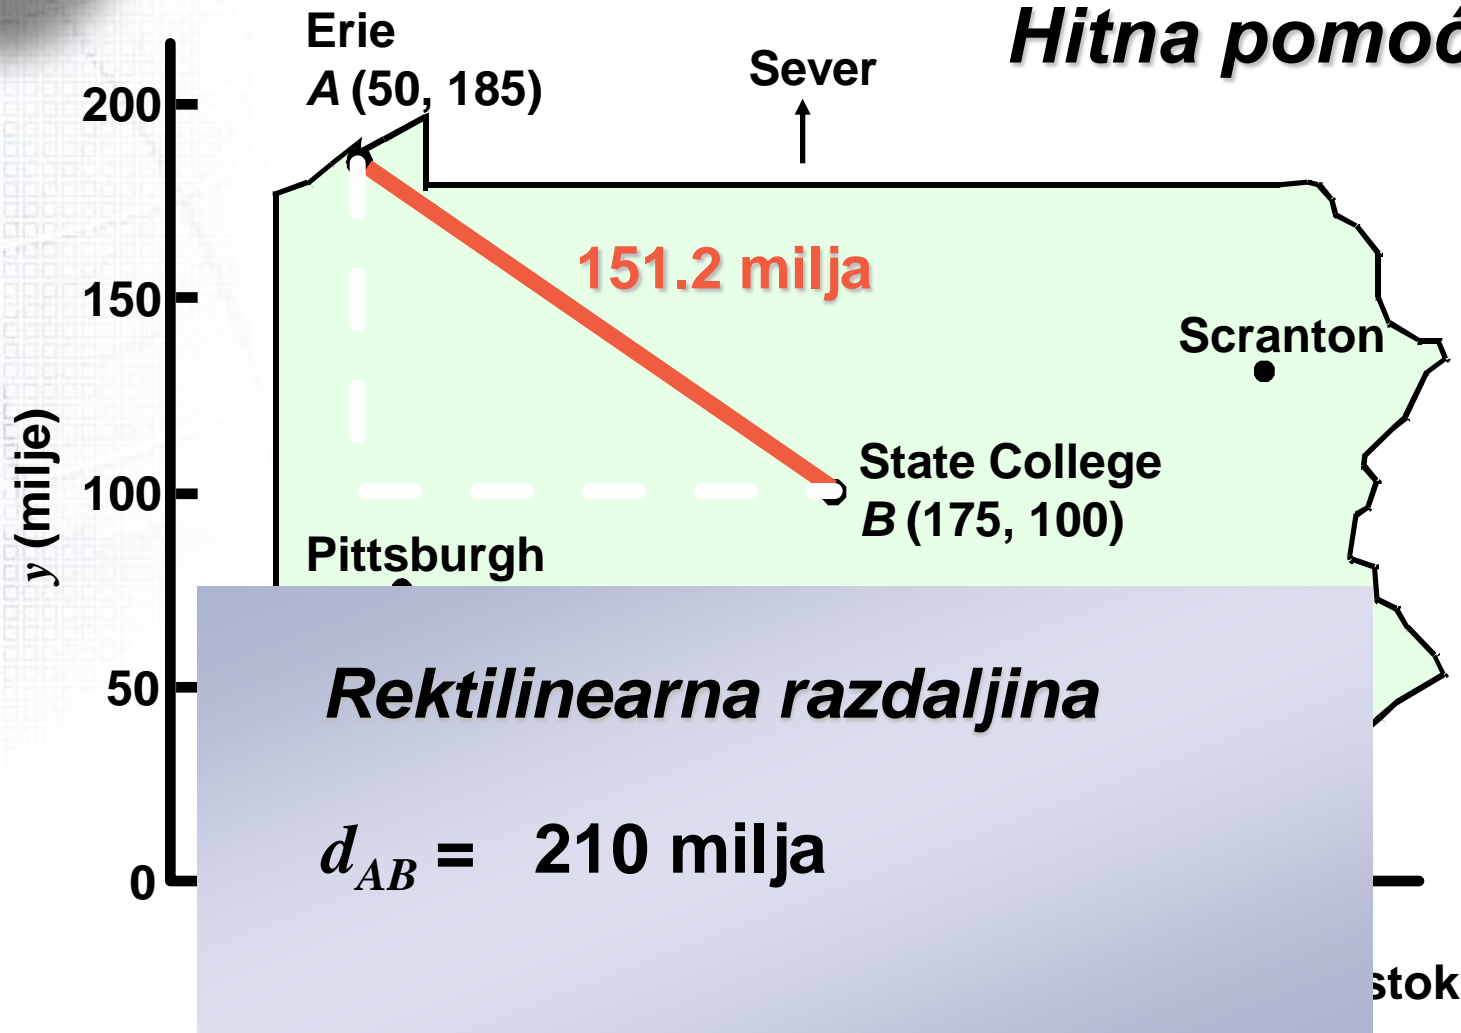 Hitna pomoć
Erie
A (50, 185)
Sever
200
151.2 milja
150
Scranton
y (milje)
State College
100
B (175, 100)
Pittsburgh
50
Rektilinearna razdaljina
dAB = 210 milja
0
stok